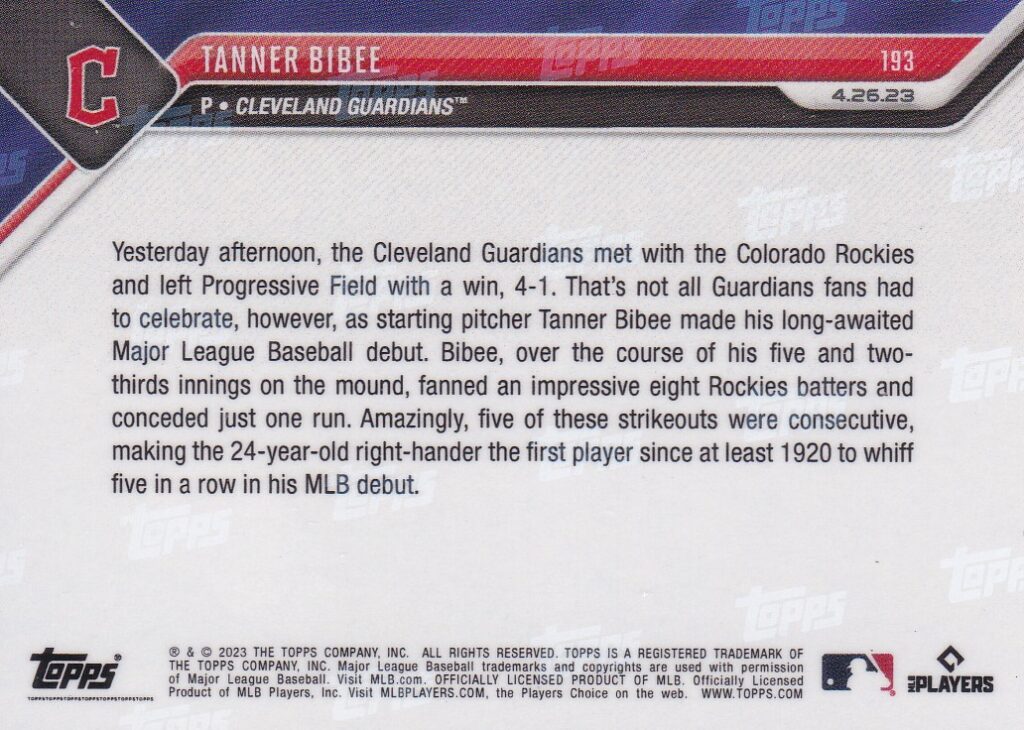 C
TANNER BIBEE
193
P • CLEVELAND GUARDIANS™
4.26.23
Yesterday afternoon, the Cleveland Guardians met with the Colorado Rockies
and left Progressive Field with a win, 4-1. That's not all Guardians fans had
to celebrate, however, as starting pitcher Tanner Bibee made his long-awaited
Major League Baseball debut. Bibee, over the course of his five and two-
thirds innings on the mound, fanned an impressive eight Rockies batters and
conceded just one run. Amazingly, five of these strikeouts were consecutive,
making the 24-year-old right-hander the first player since at least 1920 to whiff
five in a row in his MLB debut.
Topps®
TOPPSTOPPSTOPPSTOPPSTOPPSTOPPSTOPPS
® & © 2023 THE TOPPS COMPANY, INC. ALL RIGHTS RESERVED. TOPPS IS A REGISTERED TRADEMARK OF
THE TOPPS COMPANY, INC. Major League Baseball trademarks and copyrights are used with permission
of Major League Baseball. Visit MLB.com. OFFICIALLY LICENSED PRODUCT OF MLB. Officially Licensed
Product of MLB Players, Inc. Visit MLBPLAYERS.COM, the Players Choice on the web. WWW.TOPPS.COM
MLB PLAYERS